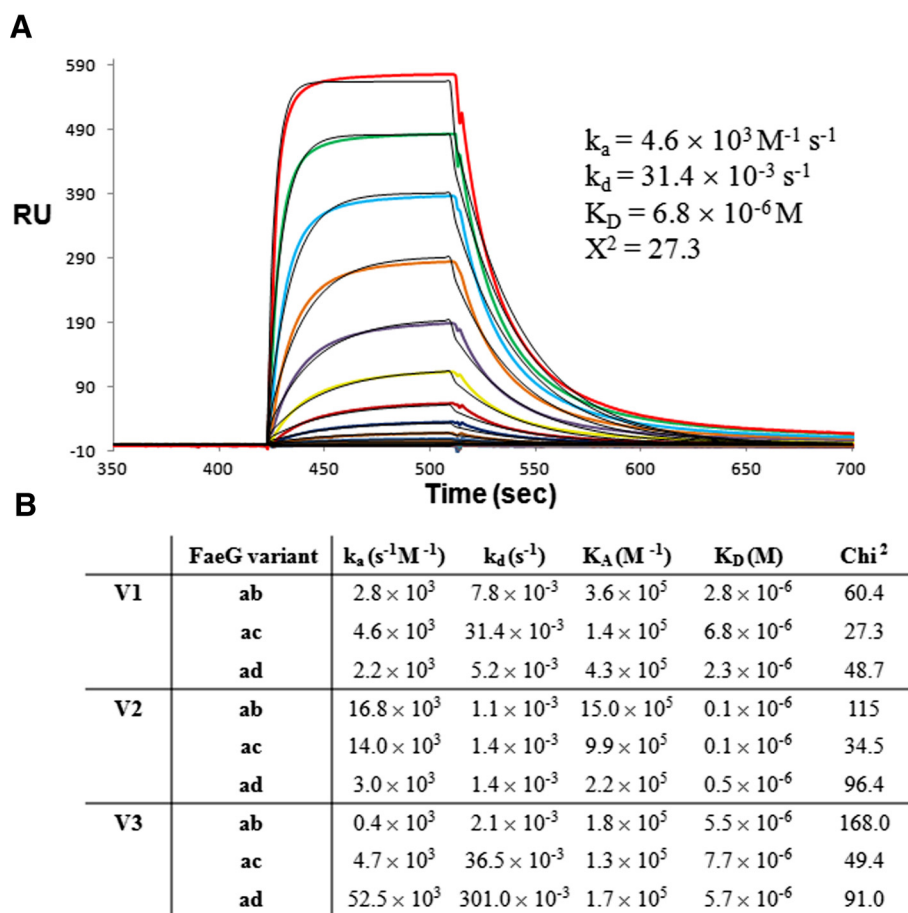 A
590
490
390
290
190
90
-10
RU
350
400
450
500
550
600
650
700
Time (sec)
kₐ = 4.6 × 10³ M⁻¹ s⁻¹
k_d = 31.4 × 10⁻³ s⁻¹
K_D = 6.8 × 10⁻⁶ M
X² = 27.3
B
FaeG variant kₐ (s⁻¹M⁻¹) k_d (s⁻¹) K_A (M⁻¹) K_D (M) Chi²
V1 ab 2.8 × 10³ 7.8 × 10⁻³ 3.6 × 10⁵ 2.8 × 10⁻⁶ 60.4
ac 4.6 × 10³ 31.4 × 10⁻³ 1.4 × 10⁵ 6.8 × 10⁻⁶ 27.3
ad 2.2 × 10³ 5.2 × 10⁻³ 4.3 × 10⁵ 2.3 × 10⁻⁶ 48.7
V2 ab 16.8 × 10³ 1.1 × 10⁻³ 15.0 × 10⁵ 0.1 × 10⁻⁶ 115
ac 14.0 × 10³ 1.4 × 10⁻³ 9.9 × 10⁵ 0.1 × 10⁻⁶ 34.5
ad 3.0 × 10³ 1.4 × 10⁻³ 2.2 × 10⁵ 0.5 × 10⁻⁶ 96.4
V3 ab 0.4 × 10³ 2.1 × 10⁻³ 1.8 × 10⁵ 5.5 × 10⁻⁶ 168.0
ac 4.7 × 10³ 36.5 × 10⁻³ 1.3 × 10⁵ 7.7 × 10⁻⁶ 49.4
ad 52.5 × 10³ 301.0 × 10⁻³ 1.7 × 10⁵ 5.7 × 10⁻⁶ 91.0